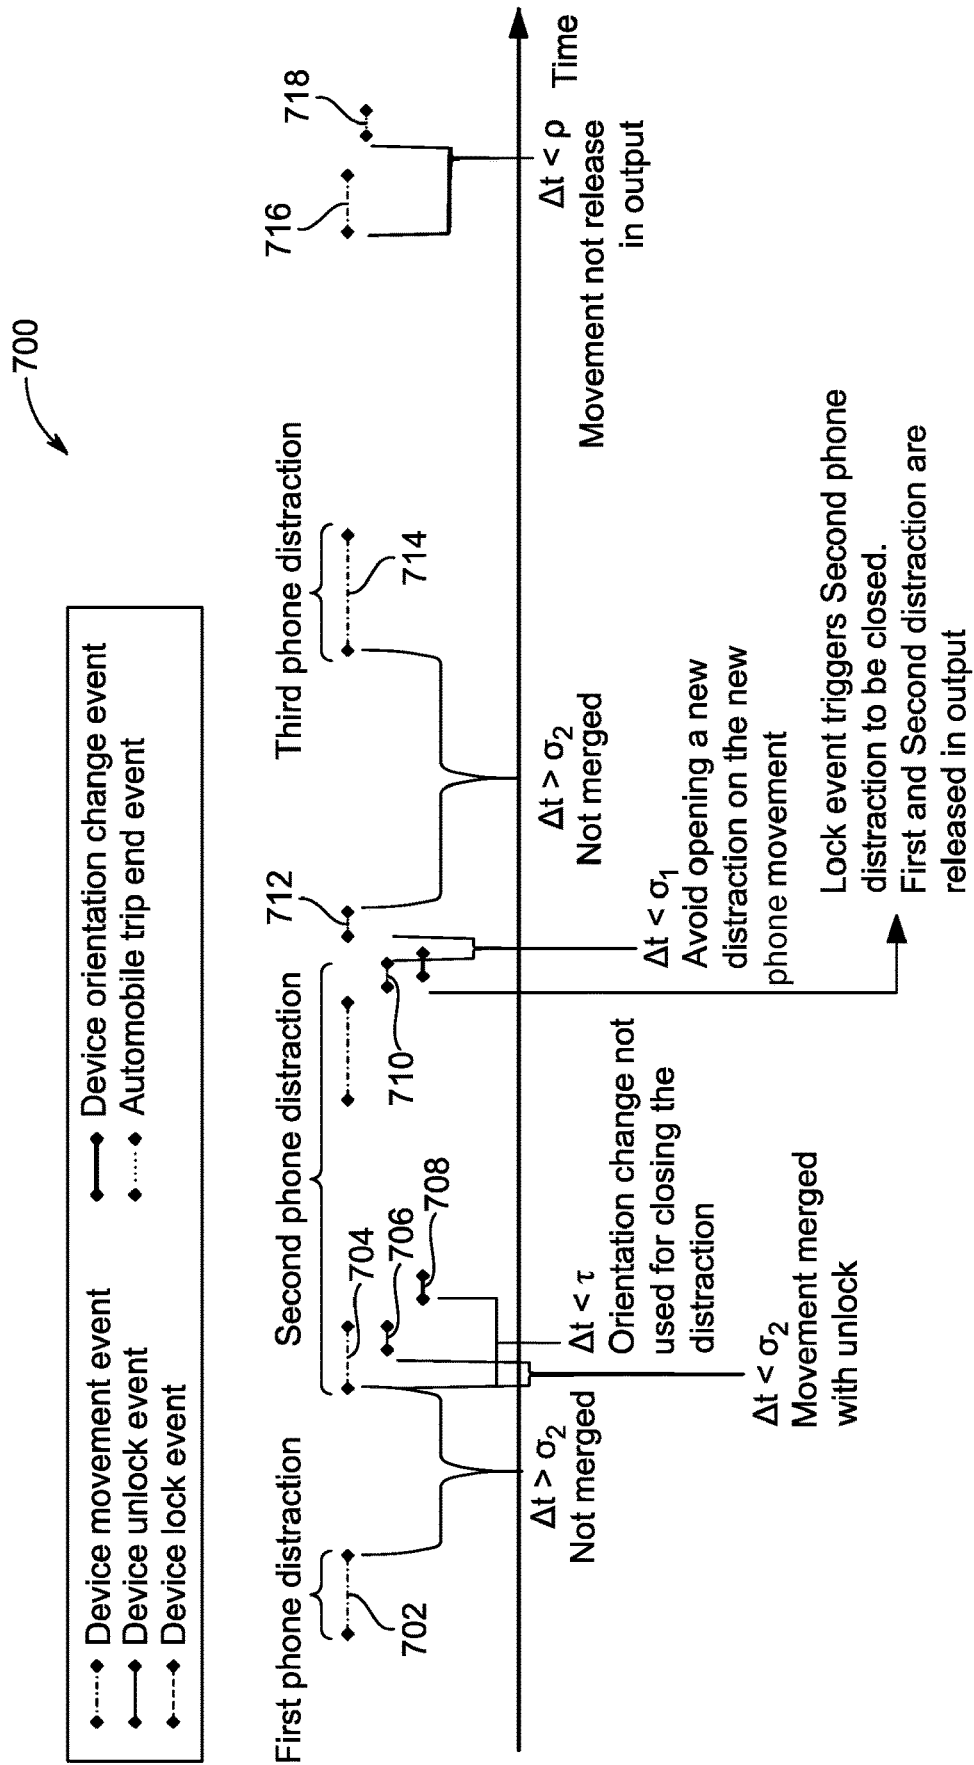 700
Device movement event
Device unlock event
Device lock event
Device orientation change event
Automobile trip end event
First phone distraction
Second phone distraction
Third phone distraction
702
704
706
708
710
712
714
716
718
Δt > σ2
Not merged
Δt < σ2
Movement merged
with unlock
Δt < τ
Orientation change not
used for closing the
distraction
Δt < σ1
Avoid opening a new
distraction on the new
phone movement
Lock event triggers Second phone
distraction to be closed.
First and Second distraction are
released in output
Δt > σ2
Not merged
Δt < ρ
Movement not release
in output
Time